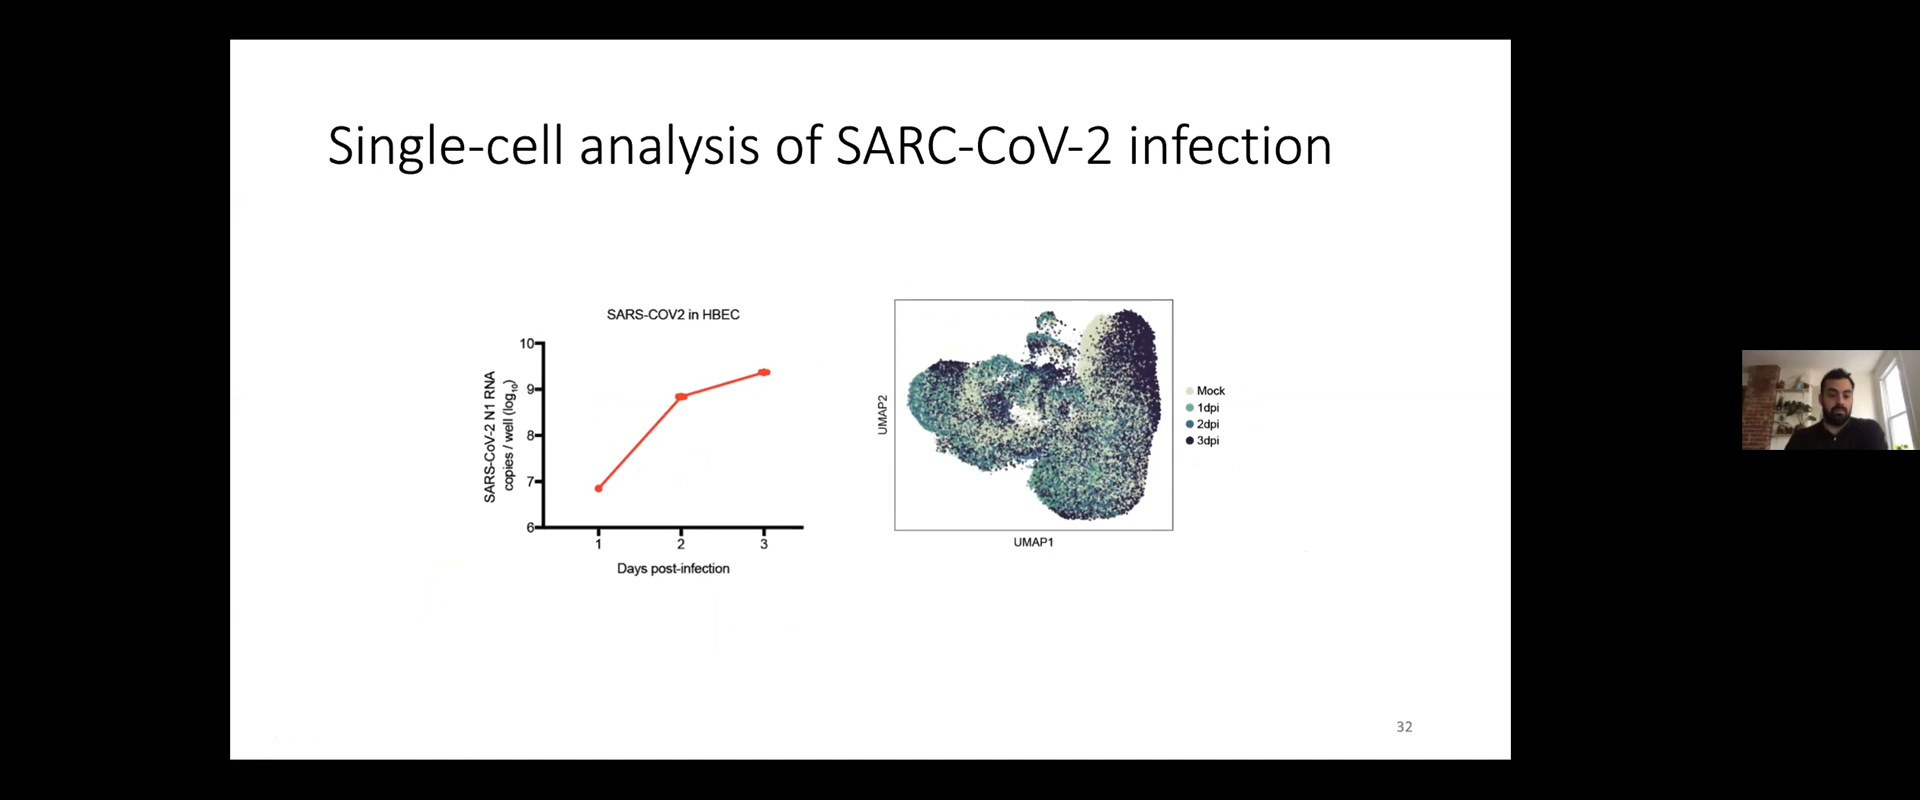 Single-cell analysis of SARC-CoV-2 infection
SARS-COV2 in HBEC
SARS-CoV-2 N1 RNA
copies / well (log10)
10
9
8
7
6
1
2
3
Days post-infection
UMAP2
UMAP1
Mock
1dpi
2dpi
3dpi
32